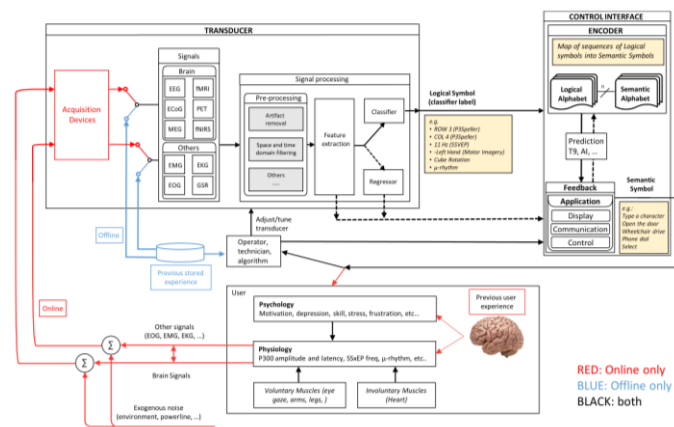 TRANSDUCER
Signals
Brain
EEG
fMRI
ECoG
PET
MEG
fNIRS
Others
EMG
EKG
EOG
GSR
Acquisition
Devices
Signal processing
Pre-processing
Artifact
removal
Space and time
domain filtering
Others
.....
Feature
extraction
Classifier
Regressor
Logical Symbol
(classifier label)
e.g.
• ROW 3 (P3Speller)
• COL 4 (P3Speller)
• 11 Hz (SSVEP)
• -Left Hand (Motor Imagery)
• Cube Rotation
• μ-rhythm
CONTROL INTERFACE
ENCODER
Map of sequences of Logical
symbols into Semantic Symbols
Logical
Alphabet
Semantic
Alphabet
Prediction
T9, AI, ...
Semantic
Symbol
Feedback
Application
Display
Communication
Control
e.g.:
Type a character
Open the door
Wheelchair drive
Phone dial
Select
Offline
Previous stored
experience
Adjust/tune
transducer
Operator,
technician,
algorithm
Online
User
Psychology
Motivation, depression, skill, stress, frustration, etc..
Previous user
experience
Physiology
P300 amplitude and latency, SSxEP freq, μ-rhythm, etc..
Other signals
(EOG, EMG, EKG, ...)
Σ
Σ
Brain Signals
Voluntary Muscles (eye
gaze, arms, legs, )
Involuntary Muscles
(Heart)
Exogenous noise
(environment, powerline, ...)
RED: Online only
BLUE: Offline only
BLACK: both